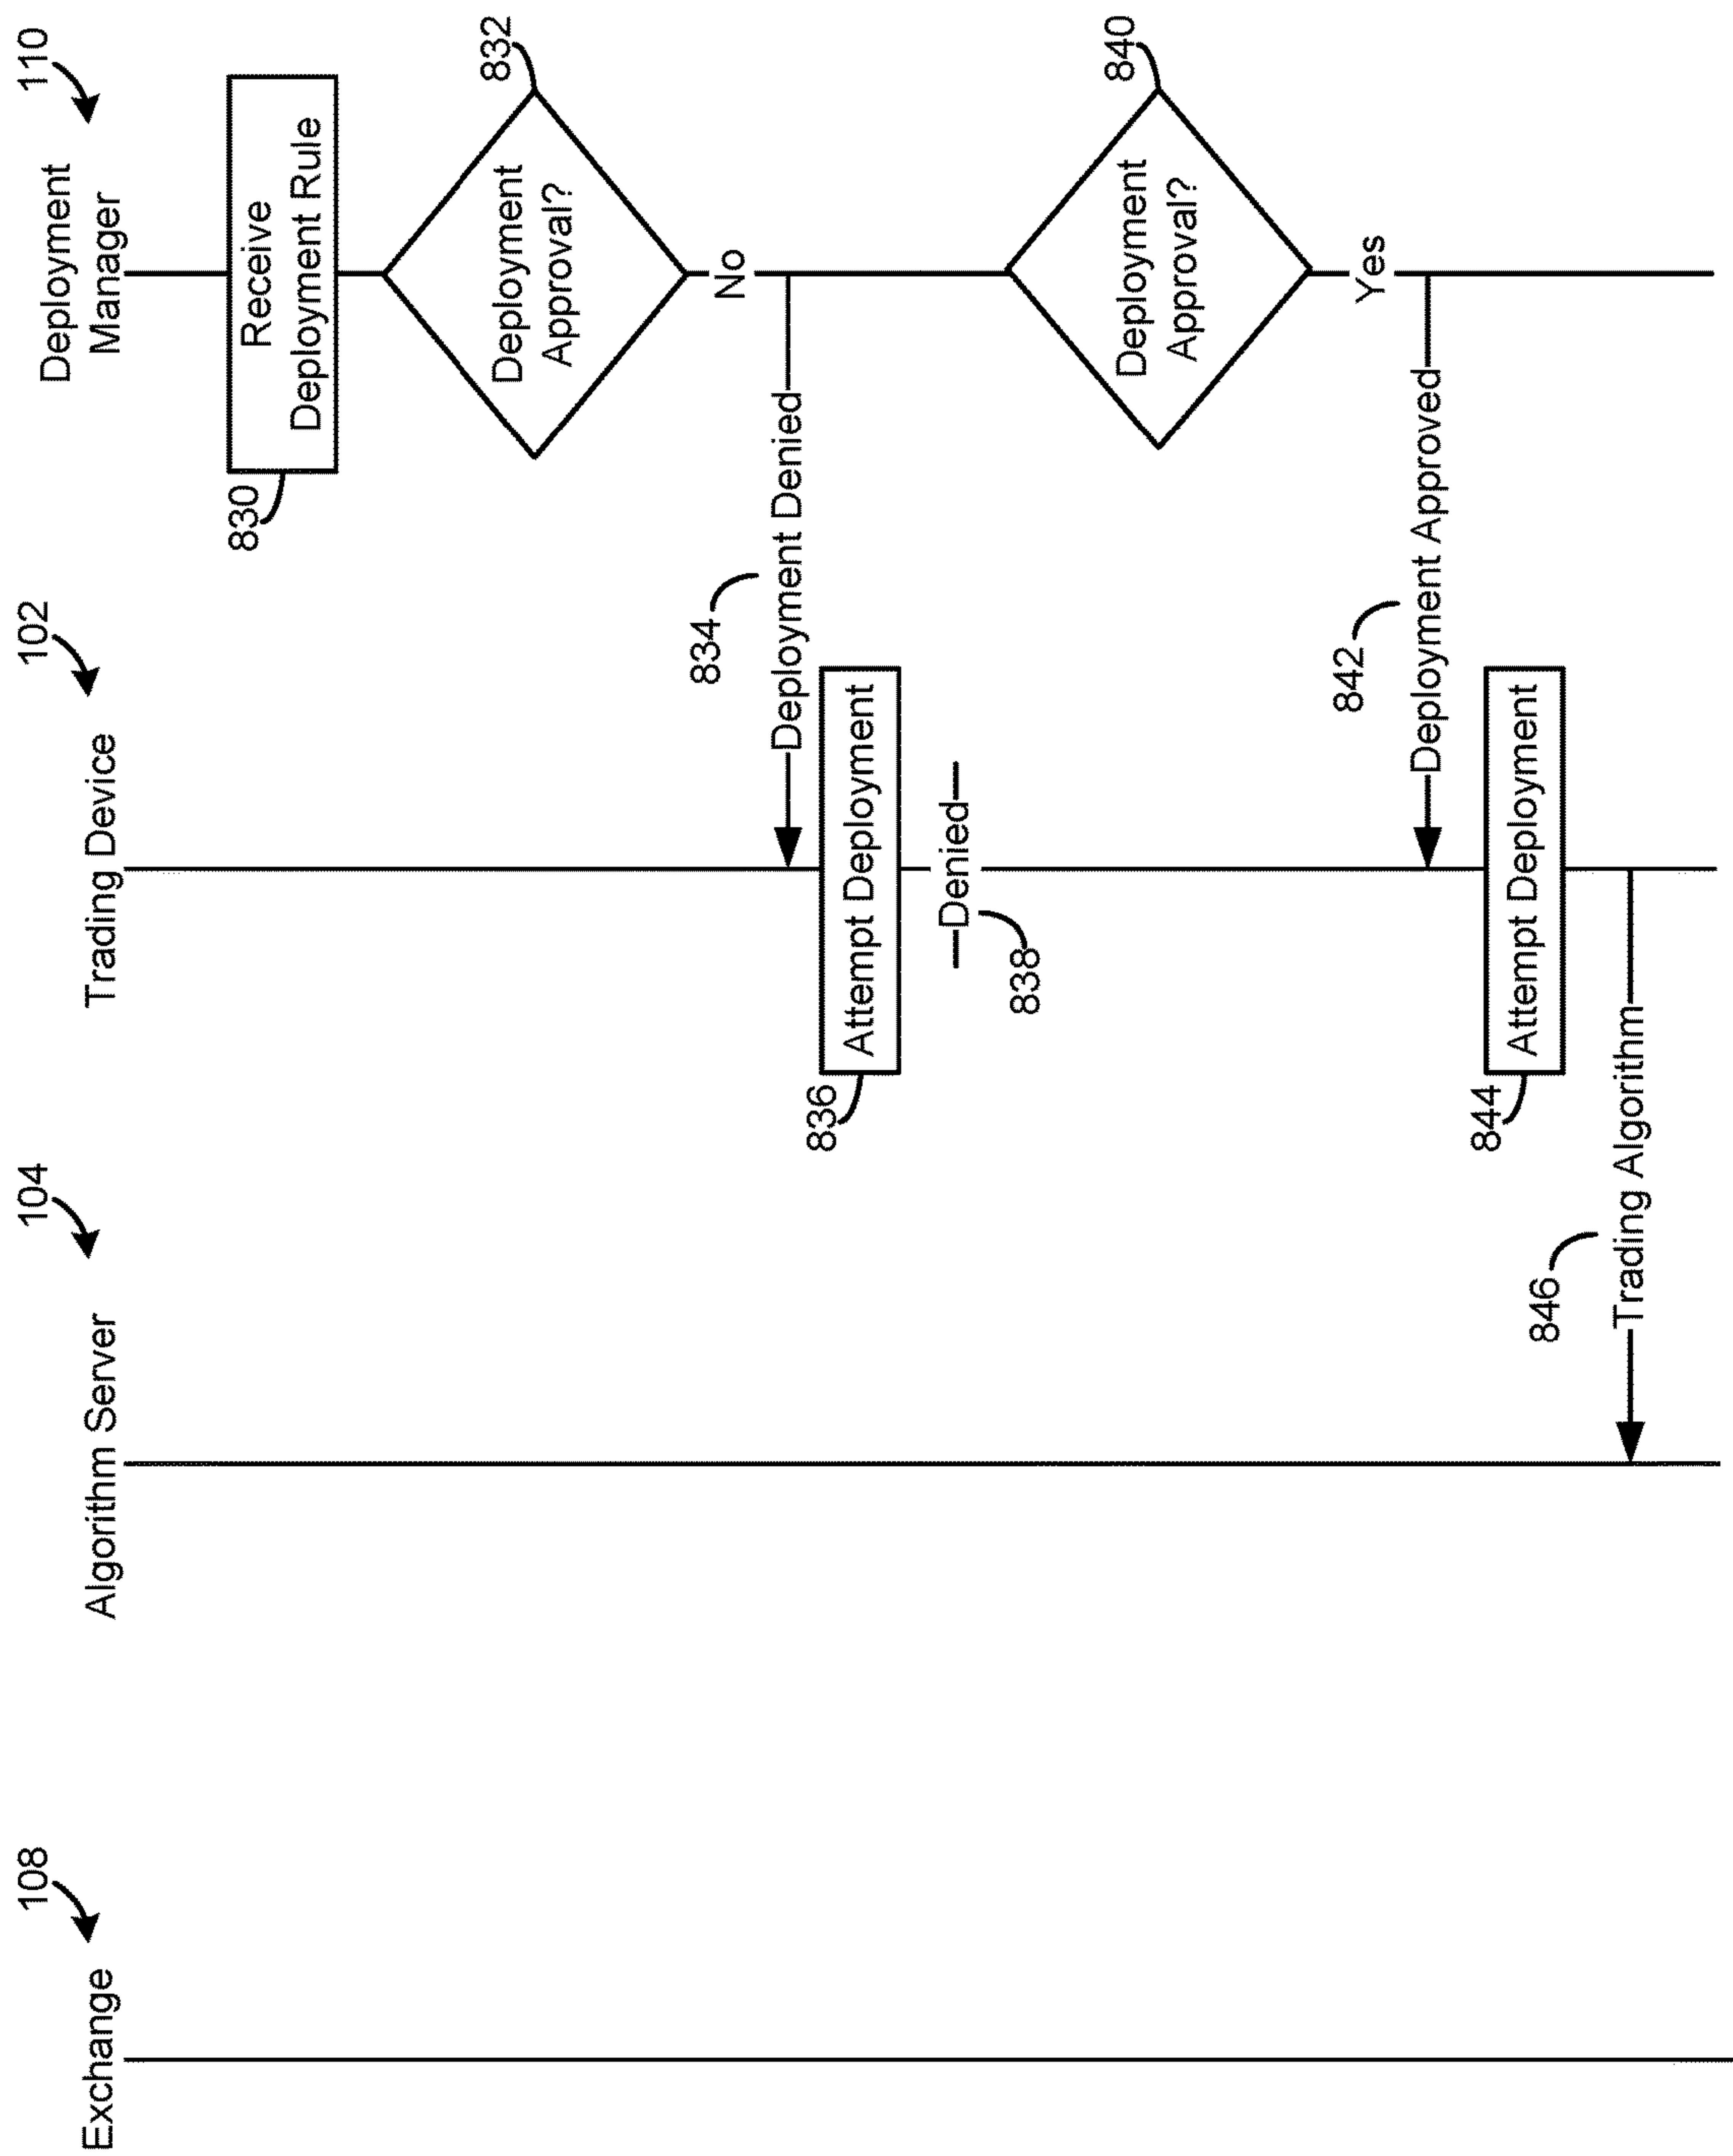 108
Exchange
104
Algorithm Server
102
Trading Device
110
Deployment
Manager
830
Receive
Deployment Rule
832
Deployment
Approval?
No
834
Deployment Denied
836
Attempt Deployment
Denied
838
840
Deployment
Approval?
Yes
842
Deployment Approved
844
Attempt Deployment
846
Trading Algorithm